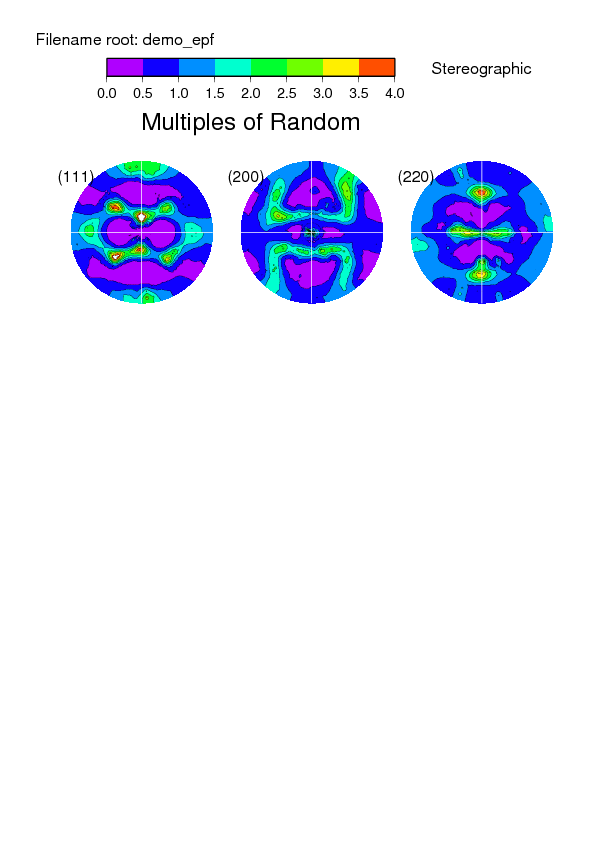 Filename root: demo_epf
Stereographic
0.0 0.5 1.0 1.5 2.0 2.5 3.0 3.5 4.0
Multiples of Random
(111) (200) (220)